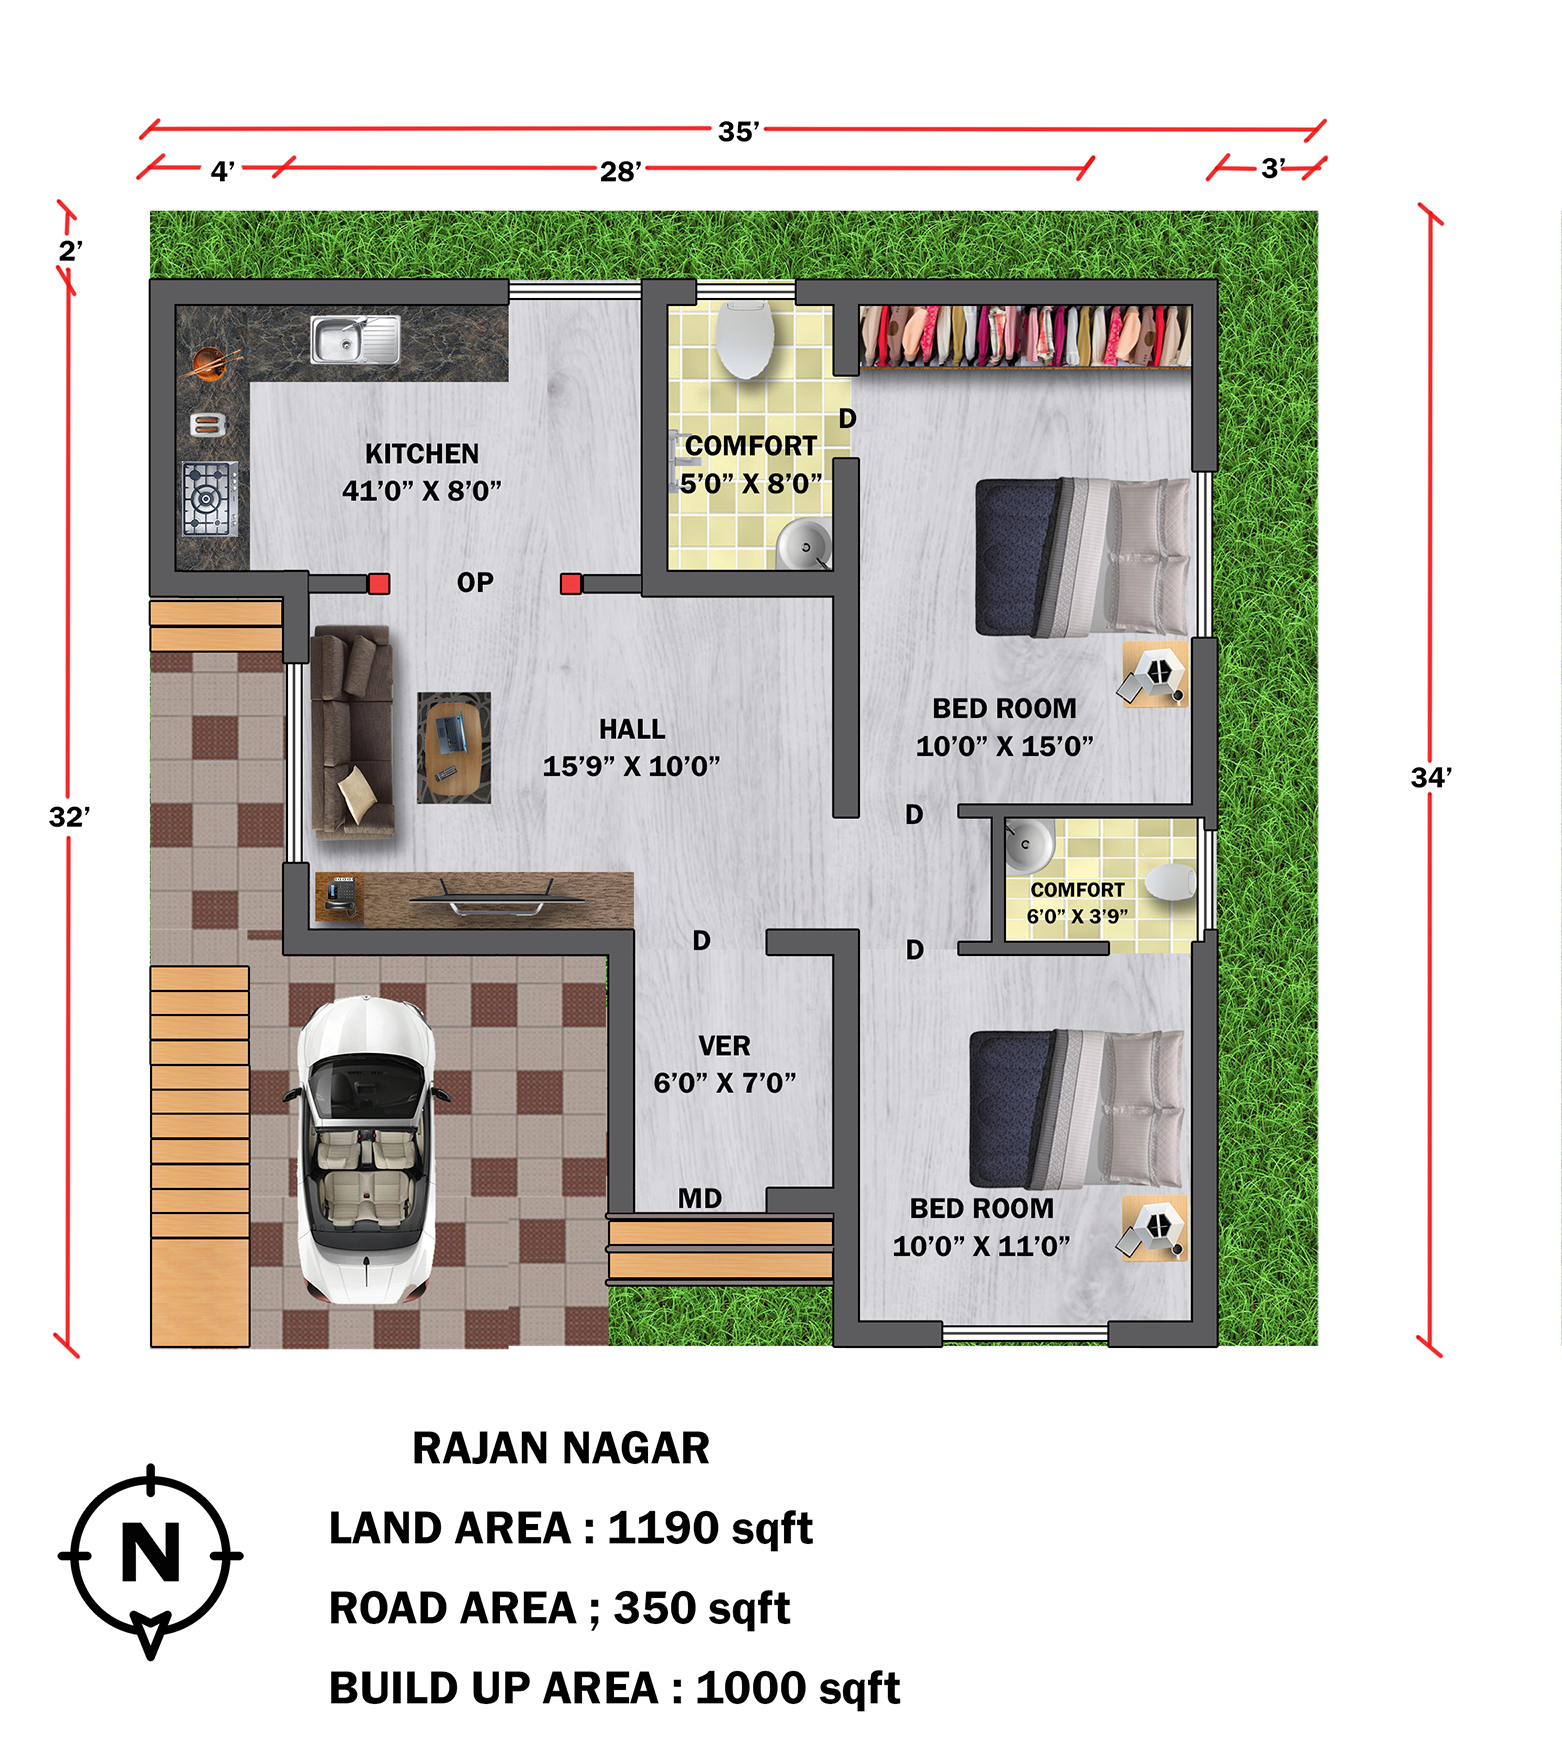 35’
4’
28’
3’
2’
KITCHEN
41’0” X 8’0”
D
COMFORT
5’0” X 8’0”
OP
HALL
15’9” X 10’0”
BED ROOM
10’0” X 15’0”
32’
34’
D
COMFORT
6’0” X 3’9”
D
D
VER
6’0” X 7’0”
MD
BED ROOM
10’0” X 11’0”
RAJAN NAGAR
N
LAND AREA : 1190 sqft
ROAD AREA ; 350 sqft
BUILD UP AREA : 1000 sqft